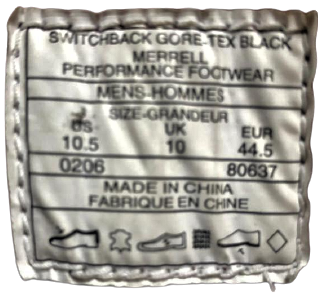 SWITCHBACK GORE-TEX BLACK
MERRELL
PERFORMANCE FOOTWEAR
MENS-HOMMES
SIZE-GRANDEUR
US UK EUR
10.5 10 44.5
0206 80637
MADE IN CHINA
FABRIQUE EN CHNE